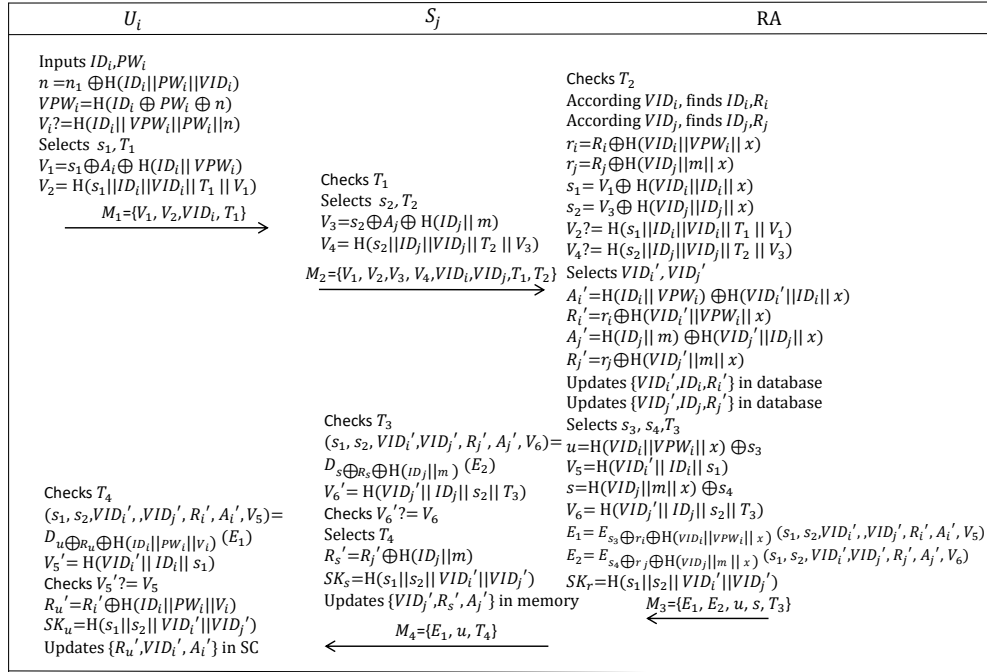 U_i
S_j
RA
Inputs ID_i,PW_i
n =n_1 ⊕H(ID_i||PW_i||VID_i)
VPW_i=H(ID_i ⊕ PW_i ⊕ n)
V_i?=H(ID_i|| VPW_i||PW_i||n)
Selects s_1, T_1
V_1=s_1⊕A_i⊕ H(ID_i|| VPW_i)
V_2= H(s_1||ID_i||VID_i|| T_1 || V_1)
M_1={V_1, V_2,VID_i, T_1}
Checks T_1
Selects s_2, T_2
V_3=s_2⊕A_j⊕ H(ID_j|| m)
V_4= H(s_2||ID_j||VID_j|| T_2 || V_3)
M_2={V_1, V_2,V_3, V_4,VID_i,VID_j,T_1, T_2}
Checks T_2
According VID_i, finds ID_i,R_i
According VID_j, finds ID_j,R_j
r_i=R_i⊕H(VID_i||VPW_i|| x)
r_j=R_j⊕H(VID_j||m|| x)
s_1= V_1⊕ H(VID_i||ID_i|| x)
s_2= V_3⊕ H(VID_j||ID_j|| x)
V_2?= H(s_1||ID_i||VID_i|| T_1 || V_1)
V_4?= H(s_2||ID_j||VID_j|| T_2 || V_3)
Selects VID_i′, VID_j′
A_i′=H(ID_i|| VPW_i) ⊕H(VID_i′||ID_i|| x)
R_i′=r_i⊕H(VID_i′||VPW_i|| x)
A_j′=H(ID_j|| m) ⊕H(VID_j′||ID_j|| x)
R_j′=r_j⊕H(VID_j′||m|| x)
Updates {VID_i′,ID_i,R_i′} in database
Updates {VID_j′,ID_j,R_j′} in database
Selects s_3, s_4,T_3
u=H(VID_i||VPW_i|| x) ⊕s_3
V_5=H(VID_i′|| ID_i|| s_1)
s=H(VID_j||m|| x) ⊕s_4
V_6= H(VID_j′|| ID_j|| s_2|| T_3)
E_1= E_{s_3⊕r_i⊕H(VID_i||VPW_i|| x)} (s_1, s_2,VID_i′,,VID_j′, R_i′, A_i′, V_5)
E_2= E_{s_4⊕r_j⊕H(VID_j||m|| x)} (s_1, s_2,VID_i′,VID_j′, R_j′, A_j′, V_6)
SK_r=H(s_1||s_2|| VID_i′||VID_j′)
M_3={E_1, E_2, u, s, T_3}
Checks T_3
(s_1, s_2, VID_i′,VID_j′, R_j′, A_j′, V_6)=
D_{s⊕R_s⊕H(ID_j||m)} (E_2)
V_6′= H(VID_j′|| ID_j|| s_2|| T_3)
Checks V_6′?= V_6
Selects T_4
R_s′=R_j′⊕H(ID_j||m)
SK_s=H(s_1||s_2|| VID_i′||VID_j′)
Updates {VID_j′,R_s′, A_j′} in memory
M_4={E_1, u, T_4}
Checks T_4
(s_1, s_2,VID_i′,,VID_j′, R_i′, A_i′, V_5)=
D_{u⊕R_u⊕H(ID_i||PW_i||V_i)} (E_1)
V_5′= H(VID_i′|| ID_i|| s_1)
Checks V_5′?= V_5
R_u′=R_i′⊕H(ID_i||PW_i||V_i)
SK_u=H(s_1||s_2|| VID_i′||VID_j′)
Updates {R_u′,VID_i′, A_i′} in SC